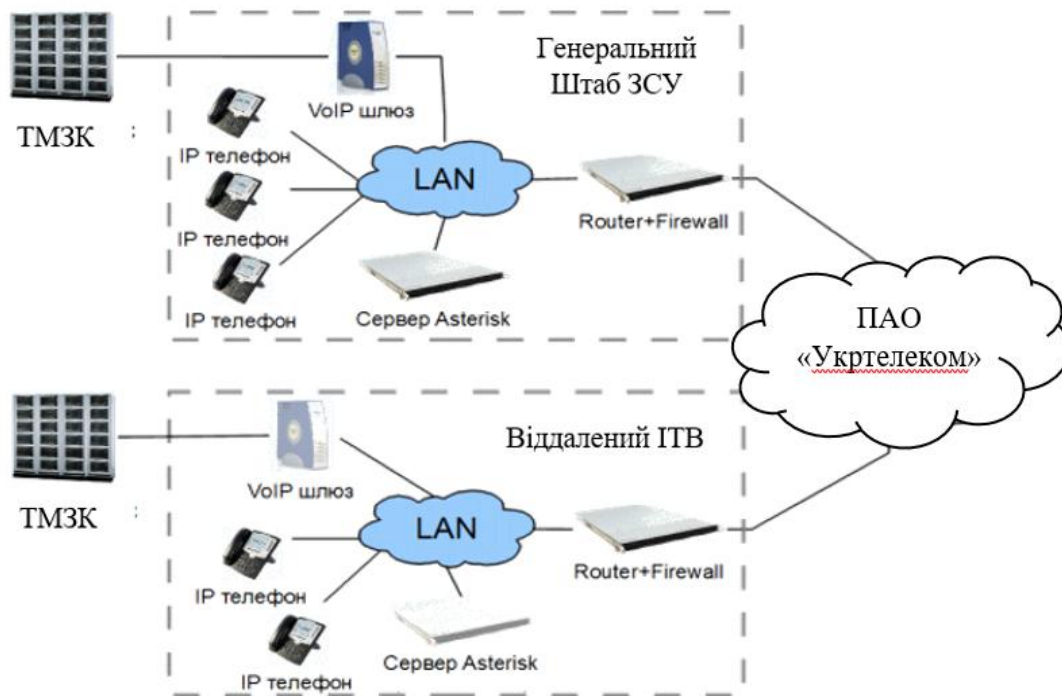 Генеральний
Штаб ЗСУ
VoIP шлюз
ТМЗК
;
IP телефон
LAN
IP телефон
Router+Firewall
IP телефон
Сервер Asterisk
ПАО
«Укртелеком»
Віддалений ІТВ
VoIP шлюз
ТМЗК
:
LAN
IP телефон
Router+Firewall
IP телефон
Сервер Asterisk